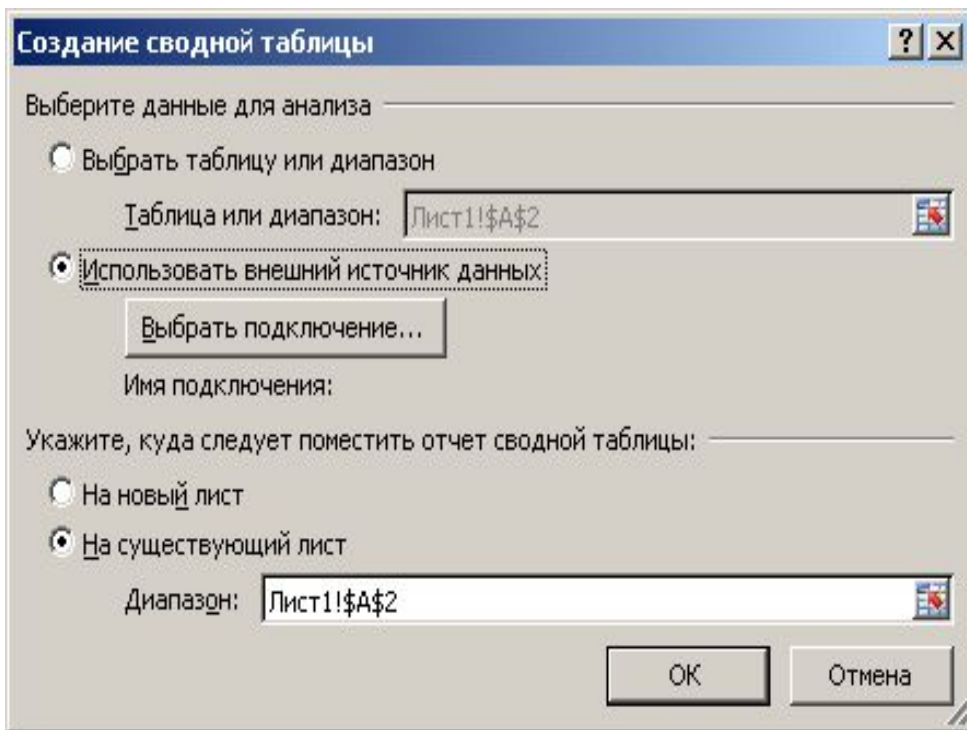 Создание сводной таблицы
Выберите данные для анализа
Выбрать таблицу или диапазон
Таблица или диапазон: Лист1!$A$2
Использовать внешний источник данных
Выбрать подключение...
Имя подключения:
Укажите, куда следует поместить отчет сводной таблицы:
На новый лист
На существующий лист
Диапазон: Лист1!$A$2
ОК Отмена